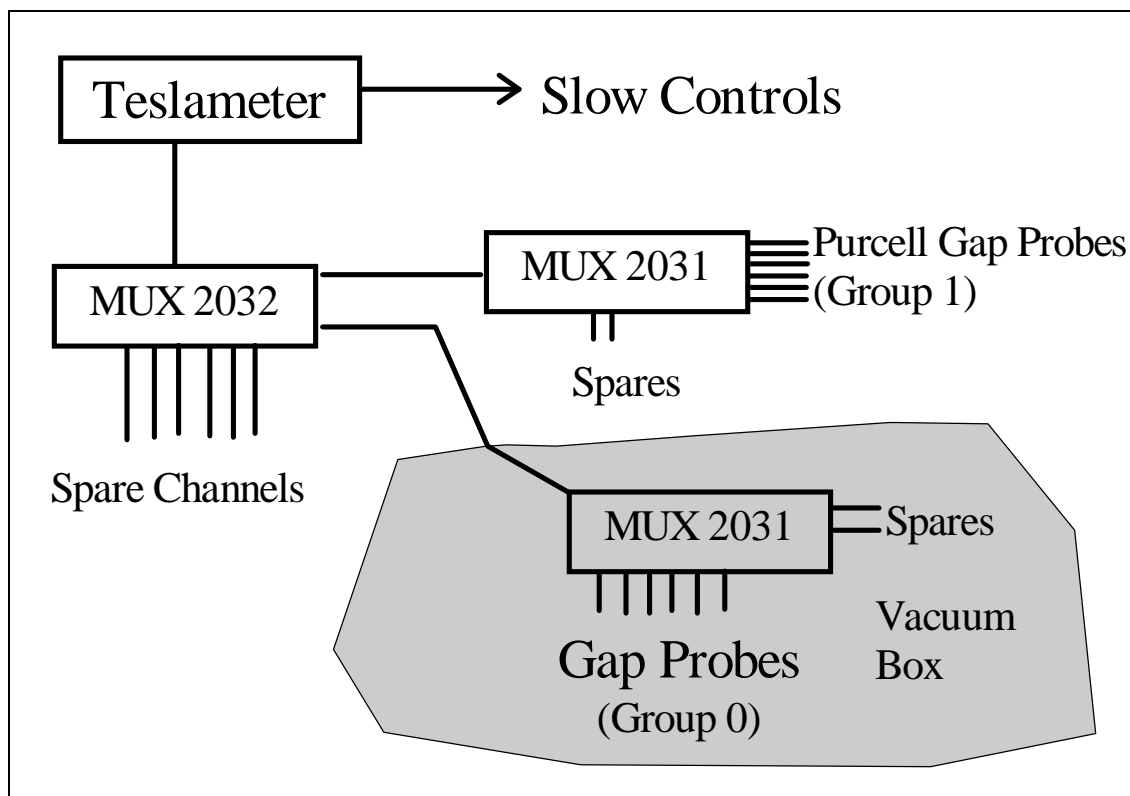 Teslameter
Slow Controls
MUX 2032
MUX 2031
Purcell Gap Probes
(Group 1)
Spares
Spare Channels
MUX 2031
Spares
Gap Probes
(Group 0)
Vacuum
Box